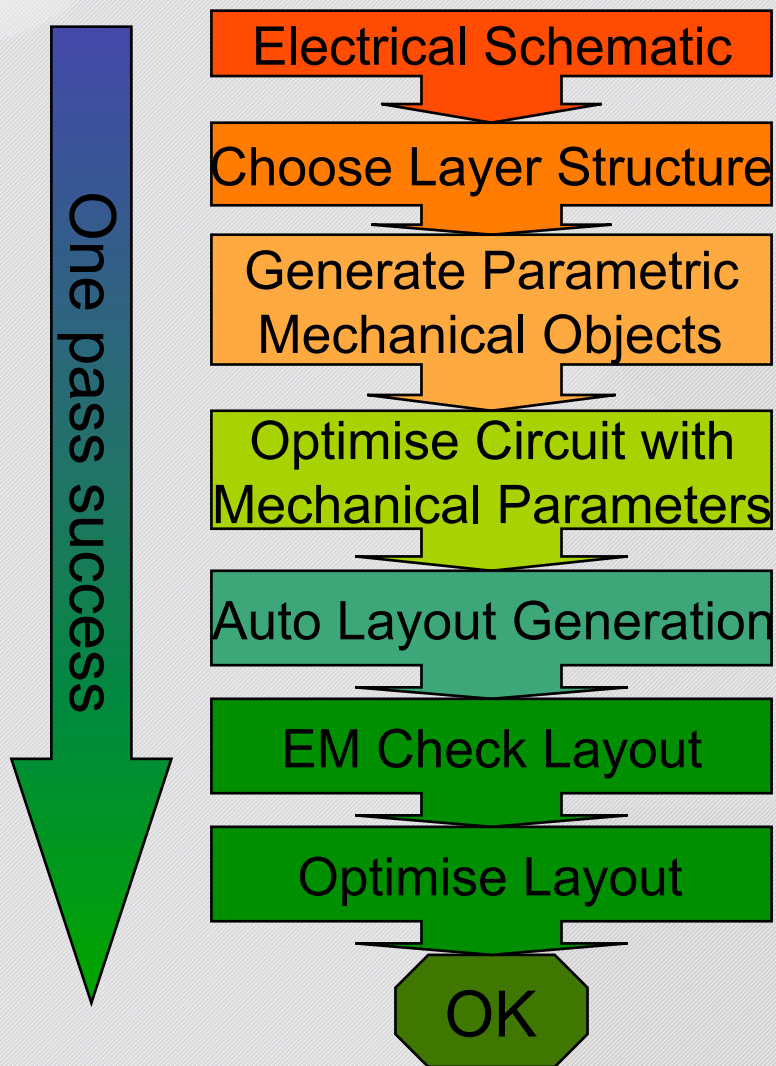 One pass success
Electrical Schematic
Choose Layer Structure
Generate Parametric
Mechanical Objects
Optimise Circuit with
Mechanical Parameters
Auto Layout Generation
EM Check Layout
Optimise Layout
OK